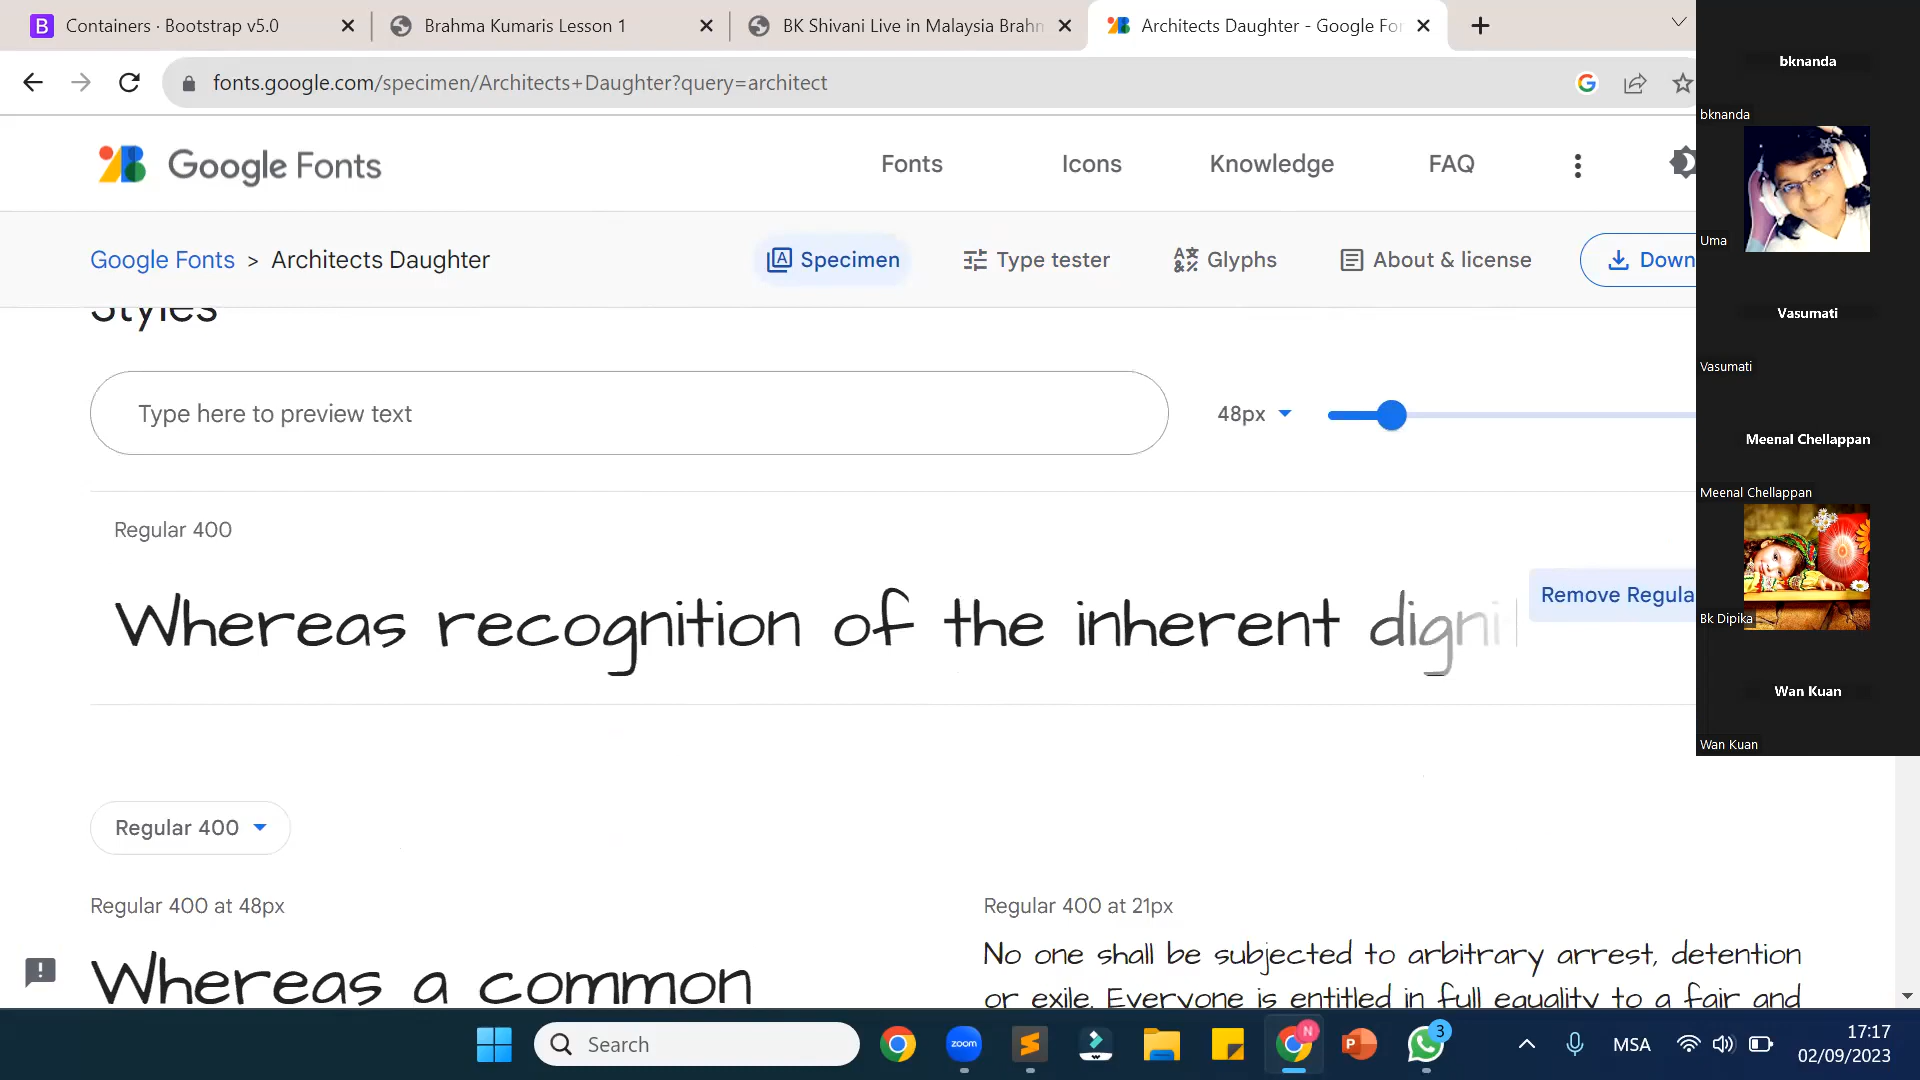 Containers · Bootstrap v5.0
Brahma Kumaris Lesson 1
BK Shivani Live in Malaysia Brahm
Architects Daughter - Google Fon
fonts.google.com/specimen/Architects+Daughter?query=architect
Google Fonts
Fonts
Icons
Knowledge
FAQ
Google Fonts > Architects Daughter
Specimen
Type tester
Glyphs
About & license
Down
Styles
Type here to preview text
48px
Regular 400
Whereas recognition of the inherent digni
Remove Regula
Regular 400
Regular 400 at 48px
Whereas a common
Regular 400 at 21px
No one shall be subjected to arbitrary arrest, detention
or exile. Everyone is entitled in full equality to a fair and
bknanda
bknanda
Uma
Vasumati
Vasumati
Meenal Chellappan
Meenal Chellappan
Bk Dipika
Wan Kuan
Wan Kuan
Search
zoom
N
P
3
MSA
17:17
02/09/2023